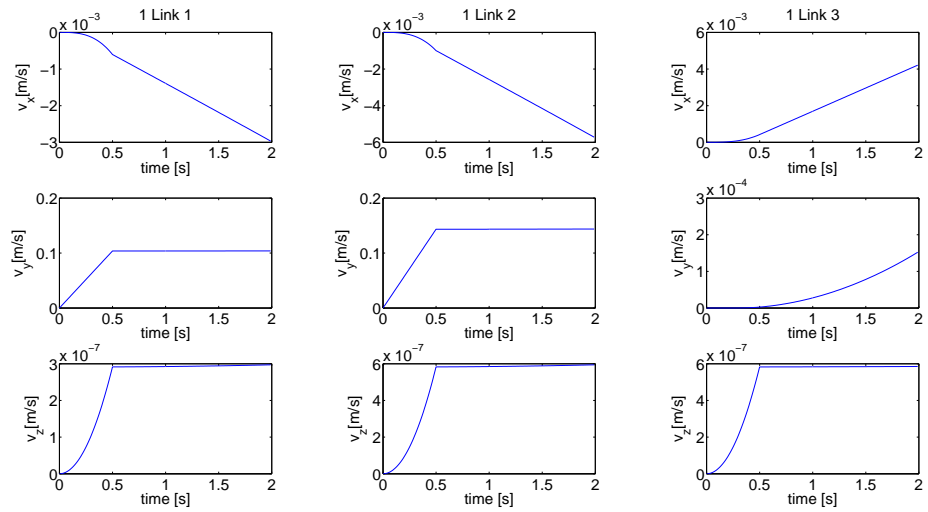 1 Link 1
x 10⁻³
0
−1
−2
−3
vₓ[m/s]
0 0.5 1 1.5 2
time [s]
1 Link 2
x 10⁻³
0
−2
−4
−6
vₓ[m/s]
0 0.5 1 1.5 2
time [s]
1 Link 3
x 10⁻³
6
4
2
0
vₓ[m/s]
0 0.5 1 1.5 2
time [s]
0.2
0.1
0
v_y[m/s]
0 0.5 1 1.5 2
time [s]
0.2
0.1
0
v_y[m/s]
0 0.5 1 1.5 2
time [s]
x 10⁻⁴
3
2
1
0
v_y[m/s]
0 0.5 1 1.5 2
time [s]
x 10⁻⁷
3
2
1
0
v_z[m/s]
0 0.5 1 1.5 2
time [s]
x 10⁻⁷
6
4
2
0
v_z[m/s]
0 0.5 1 1.5 2
time [s]
x 10⁻⁷
6
4
2
0
v_z[m/s]
0 0.5 1 1.5 2
time [s]